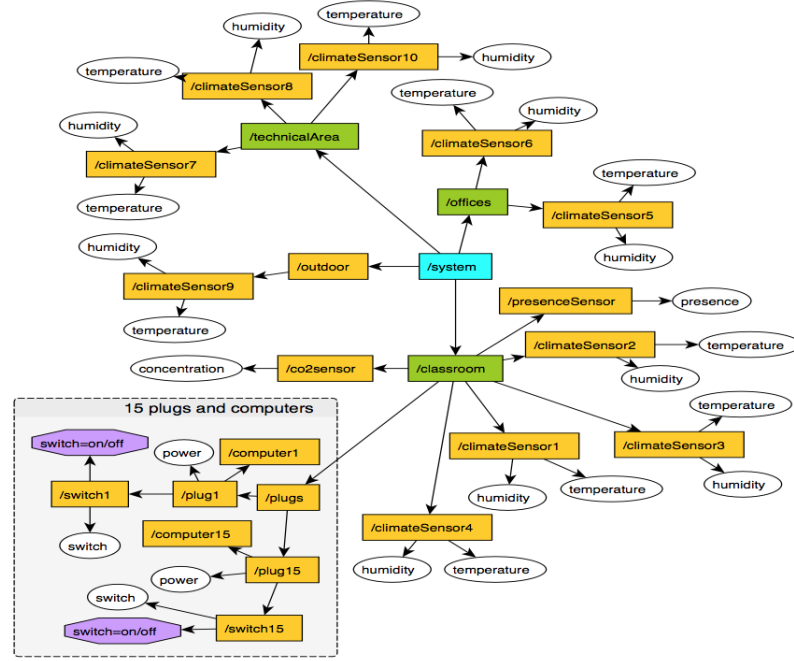 temperature
humidity
/climateSensor10
humidity
temperature
/climateSensor8
temperature
humidity
humidity
/technicalArea
/climateSensor6
/climateSensor7
temperature
temperature
/offices
/climateSensor5
humidity
humidity
/outdoor
/system
/climateSensor9
/presenceSensor
presence
temperature
/climateSensor2
temperature
concentration
/co2sensor
/classroom
humidity
15 plugs and computers
temperature
switch=on/off
power
/computer1
/climateSensor1
/climateSensor3
/switch1
/plug1
/plugs
humidity
temperature
humidity
/computer15
/climateSensor4
switch
power
/plug15
humidity
temperature
switch
switch=on/off
/switch15